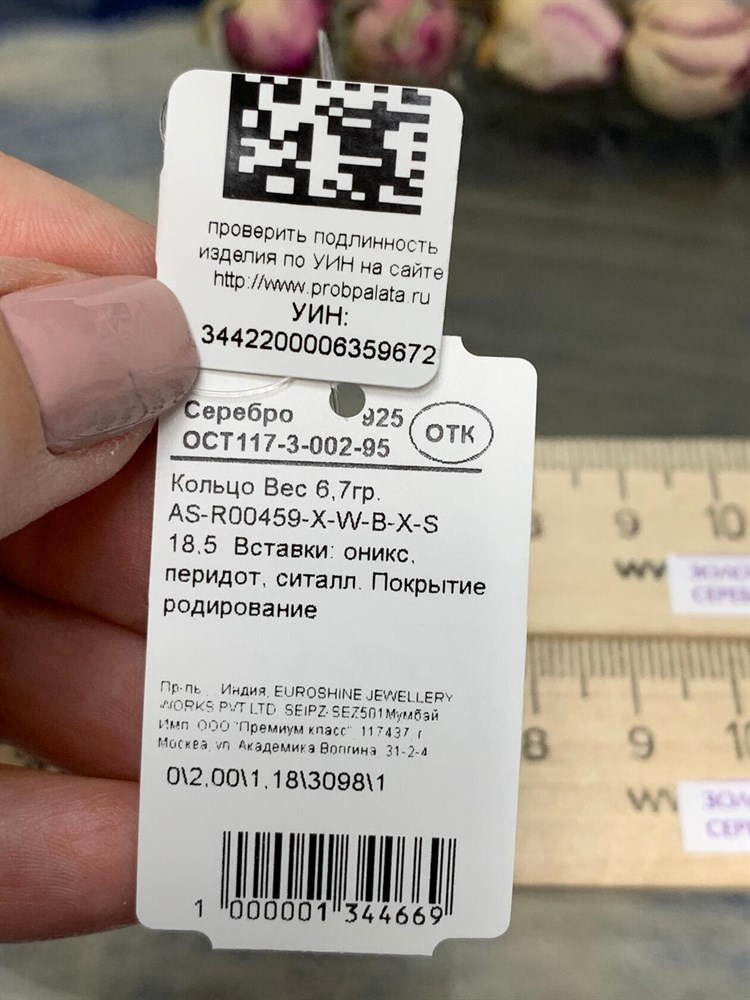 проверить подлинность
изделия по УИН на сайте
http://www.probpalata.ru
УИН:
3442200006359672
Серебро 925
ОСТ117-3-002-95
ОТК
Кольцо Вес 6,7гр.
AS-R00459-X-W-B-X-S
18.5 Вставки: оникс,
перидот, ситалл. Покрытие
родирование
Пр-ль , Индия, EUROSHINE JEWELLERY
WORKS PVT LTD SEIPZ-SEZ501Мумбай
Имп ООО "Премиум класс", 117437, г
Москва, ул. Академика Волгина 31-2-4
0\2,00\1,18\3098\1
1 000001 344669
9 10
8 9